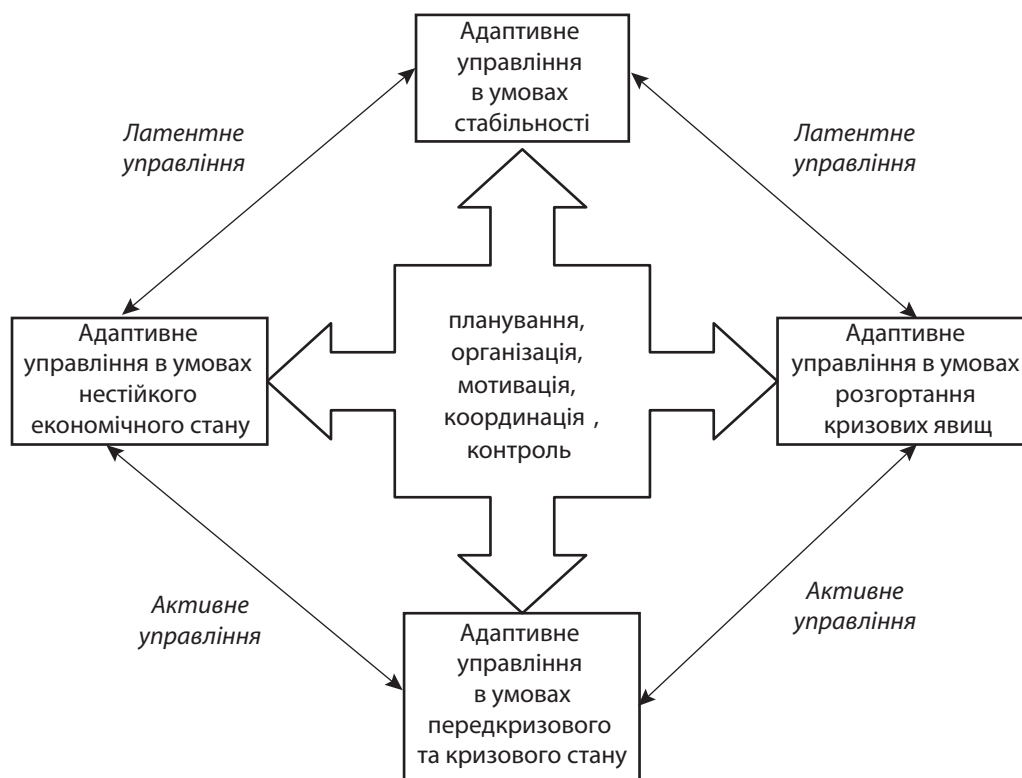 Адаптивне
управління
в умовах
стабільності
Латентне
управління
Латентне
управління
Адаптивне
управління в умовах
нестійкого
економічного стану
планування,
організація,
мотивація,
координація ,
контроль
Адаптивне
управління в умовах
розгортання
кризових явищ
Активне
управління
Активне
управління
Адаптивне
управління
в умовах
передкризового
та кризового стану